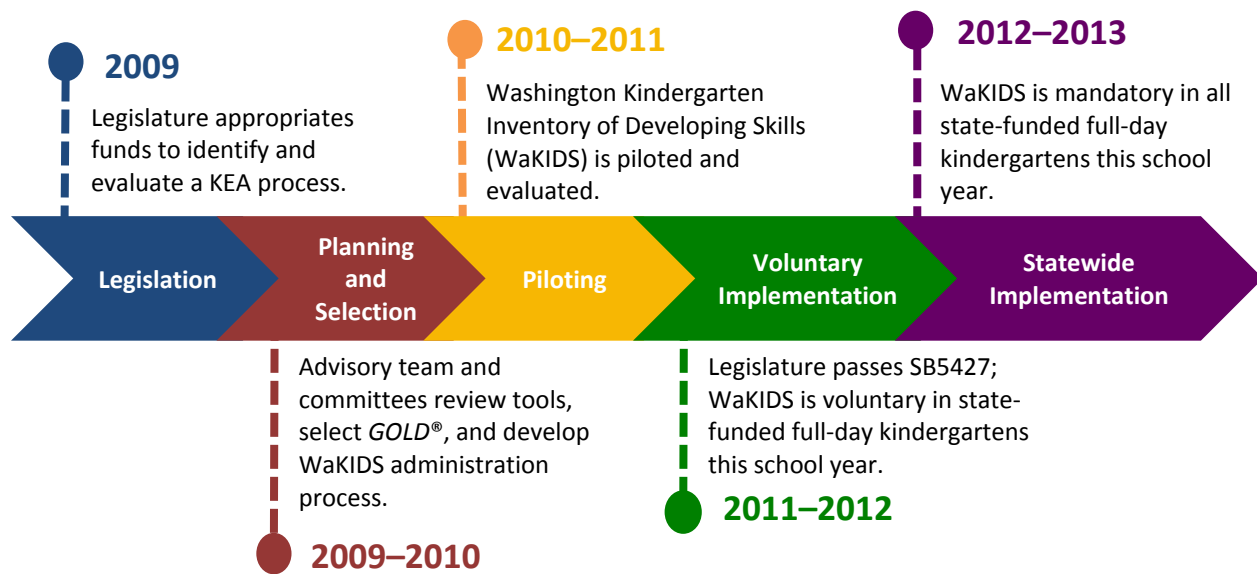 2009
Legislature appropriates
funds to identify and
evaluate a KEA process.
2010–2011
Washington Kindergarten
Inventory of Developing Skills
(WaKIDS) is piloted and
evaluated.
2012–2013
WaKIDS is mandatory in all
state-funded full-day
kindergartens this school
year.
Legislation
Planning
and
Selection
Piloting
Voluntary
Implementation
Statewide
Implementation
Advisory team and
committees review tools,
select GOLD®, and develop
WaKIDS administration
process.
2009–2010
Legislature passes SB5427;
WaKIDS is voluntary in state-
funded full-day kindergartens
this school year.
2011–2012